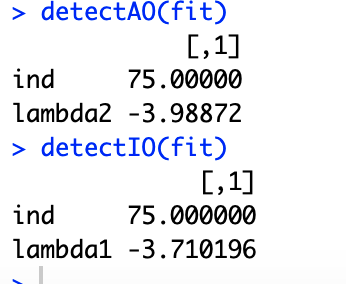 > detectAO(fit)
[,1]
ind 75.00000
lambda2 -3.98872
> detectIO(fit)
[,1]
ind 75.000000
lambda1 -3.710196
>